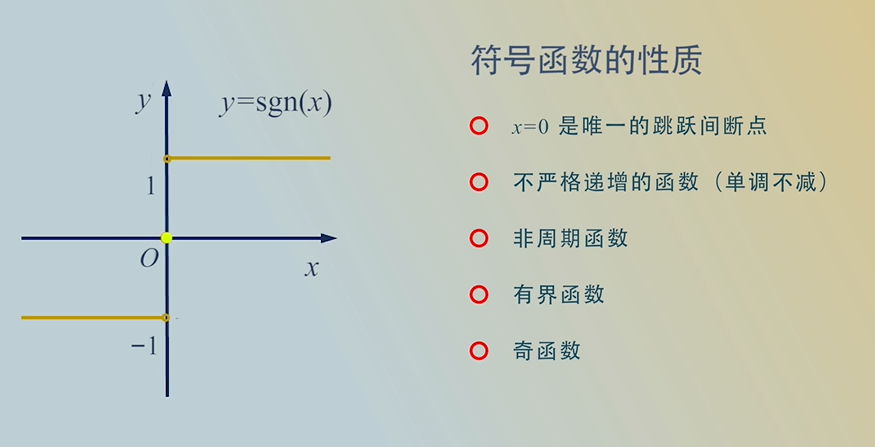 符号函数的性质
y
y=sgn(x)
x=0 是唯一的跳跃间断点
1
不严格递增的函数（单调不减）
非周期函数
O
x
有界函数
-1
奇函数